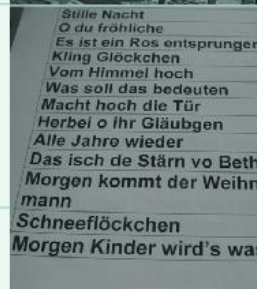 Stille Nacht
O du fröhliche
Es ist ein Ros entsprungen
Kling Glöckchen
Vom Himmel hoch
Was soll das bedeuten
Macht hoch die Tür
Herbei o ihr Gläubgen
Alle Jahre wieder
Das isch de Stärn vo Beth
Morgen kommt der Weihn
mann
Schneeflöckchen
Morgen Kinder wird's was